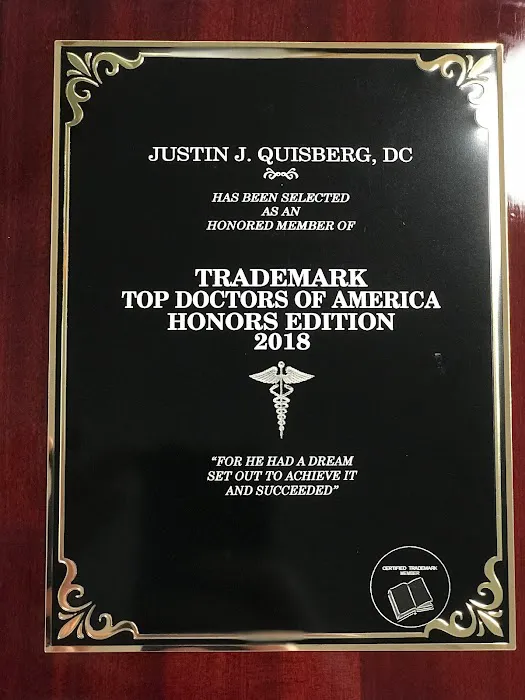 JUSTIN J. QUISBERG, DC
HAS BEEN SELECTED
AS AN
HONORED MEMBER OF
TRADEMARK
TOP DOCTORS OF AMERICA
HONORS EDITION
2018
"FOR HE HAD A DREAM
SET OUT TO ACHIEVE IT
AND SUCCEEDED"
CERTIFIED TRADEMARK
MEMBER